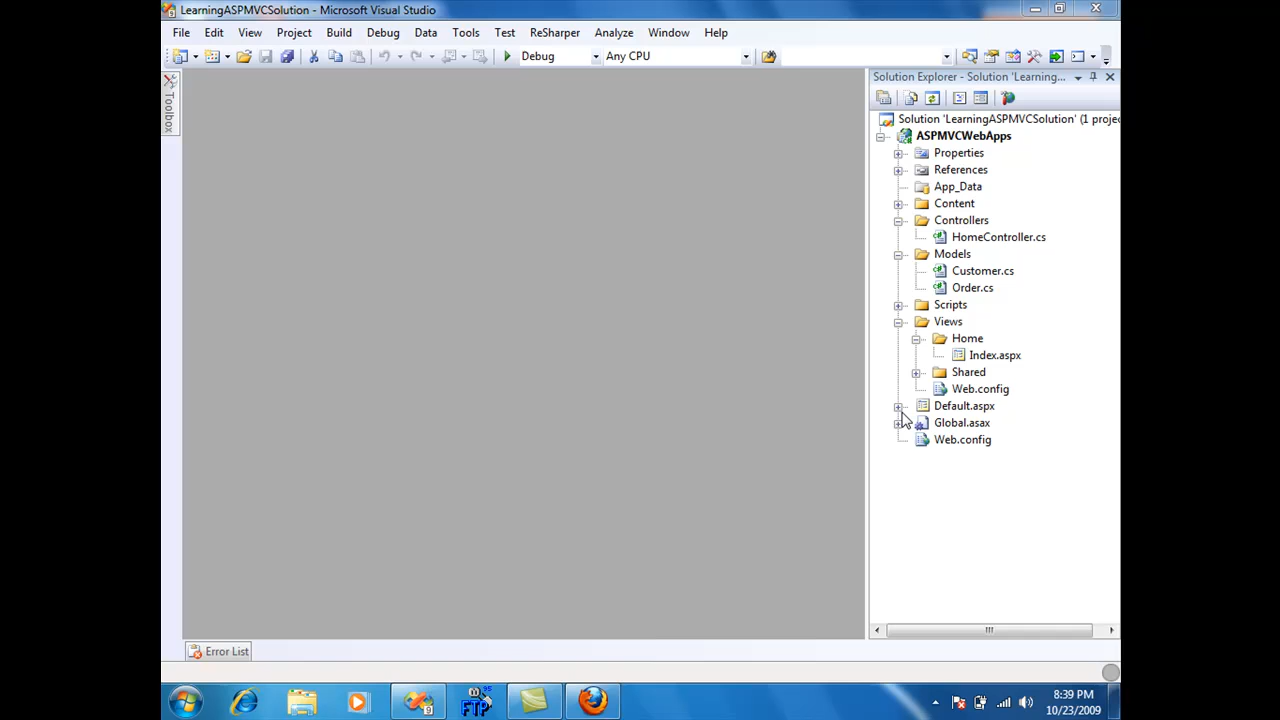 LearningASPMVCSolution - Microsoft Visual Studio
File Edit View Project Build Debug Data Tools Test ReSharper Analyze Window Help
Debug Any CPU
Toolbox
Solution Explorer - Solution 'Learning...
Solution 'LearningASPMVCSolution' (1 projec
ASPMVCWebApps
Properties
References
App_Data
Content
Controllers
HomeController.cs
Models
Customer.cs
Order.cs
Scripts
Views
Home
Index.aspx
Shared
Web.config
Default.aspx
Global.asax
Web.config
Error List
FTP
8:39 PM
10/23/2009